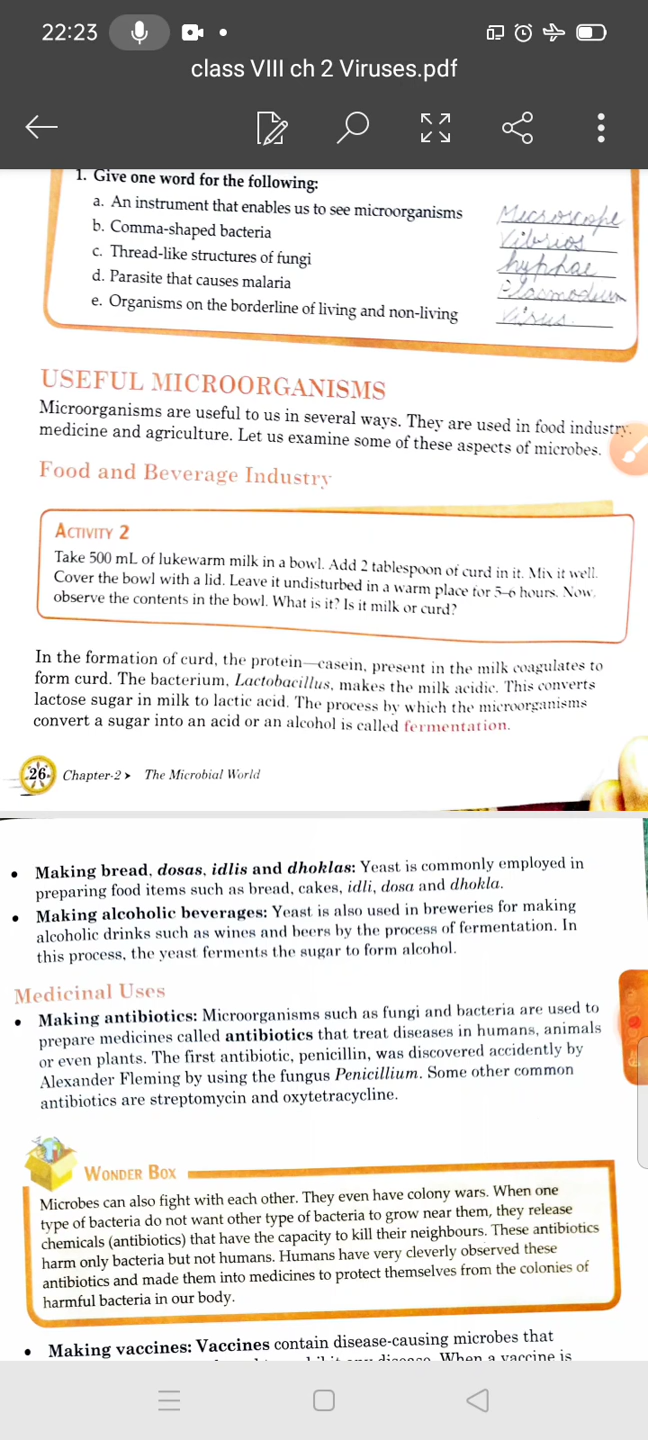 22:23
class VIII ch 2 Viruses.pdf
1. Give one word for the following:
a. An instrument that enables us to see microorganisms Mecroscope
b. Comma-shaped bacteria Vibrios
c. Thread-like structures of fungi hyphae
d. Parasite that causes malaria Plasmodium
e. Organisms on the borderline of living and non-living Virus.
USEFUL MICROORGANISMS
Microorganisms are useful to us in several ways. They are used in food industry,
medicine and agriculture. Let us examine some of these aspects of microbes.
Food and Beverage Industry
ACTIVITY 2
Take 500 mL of lukewarm milk in a bowl. Add 2 tablespoon of curd in it. Mix it well.
Cover the bowl with a lid. Leave it undisturbed in a warm place for 5–6 hours. Now,
observe the contents in the bowl. What is it? Is it milk or curd?
In the formation of curd, the protein—casein, present in the milk coagulates to
form curd. The bacterium, Lactobacillus, makes the milk acidic. This converts
lactose sugar in milk to lactic acid. The process by which the microorganisms
convert a sugar into an acid or an alcohol is called fermentation.
26 Chapter-2 > The Microbial World
• Making bread, dosas, idlis and dhoklas: Yeast is commonly employed in
preparing food items such as bread, cakes, idli, dosa and dhokla.
• Making alcoholic beverages: Yeast is also used in breweries for making
alcoholic drinks such as wines and beers by the process of fermentation. In
this process, the yeast ferments the sugar to form alcohol.
Medicinal Uses
• Making antibiotics: Microorganisms such as fungi and bacteria are used to
prepare medicines called antibiotics that treat diseases in humans, animals
or even plants. The first antibiotic, penicillin, was discovered accidently by
Alexander Fleming by using the fungus Penicillium. Some other common
antibiotics are streptomycin and oxytetracycline.
WONDER BOX
Microbes can also fight with each other. They even have colony wars. When one
type of bacteria do not want other type of bacteria to grow near them, they release
chemicals (antibiotics) that have the capacity to kill their neighbours. These antibiotics
harm only bacteria but not humans. Humans have very cleverly observed these
antibiotics and made them into medicines to protect themselves from the colonies of
harmful bacteria in our body.
• Making vaccines: Vaccines contain disease-causing microbes that
disease. When a vaccine is